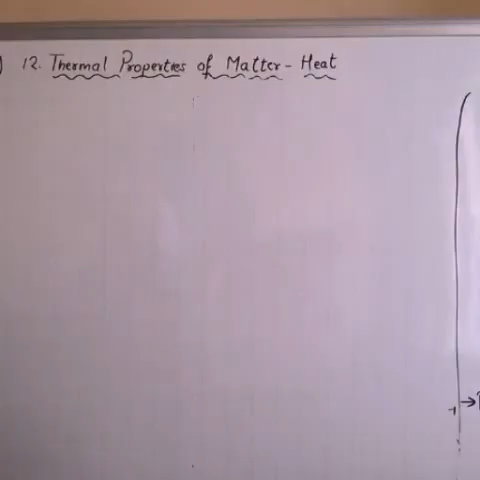 ) 12. Thermal Properties of Matter - Heat